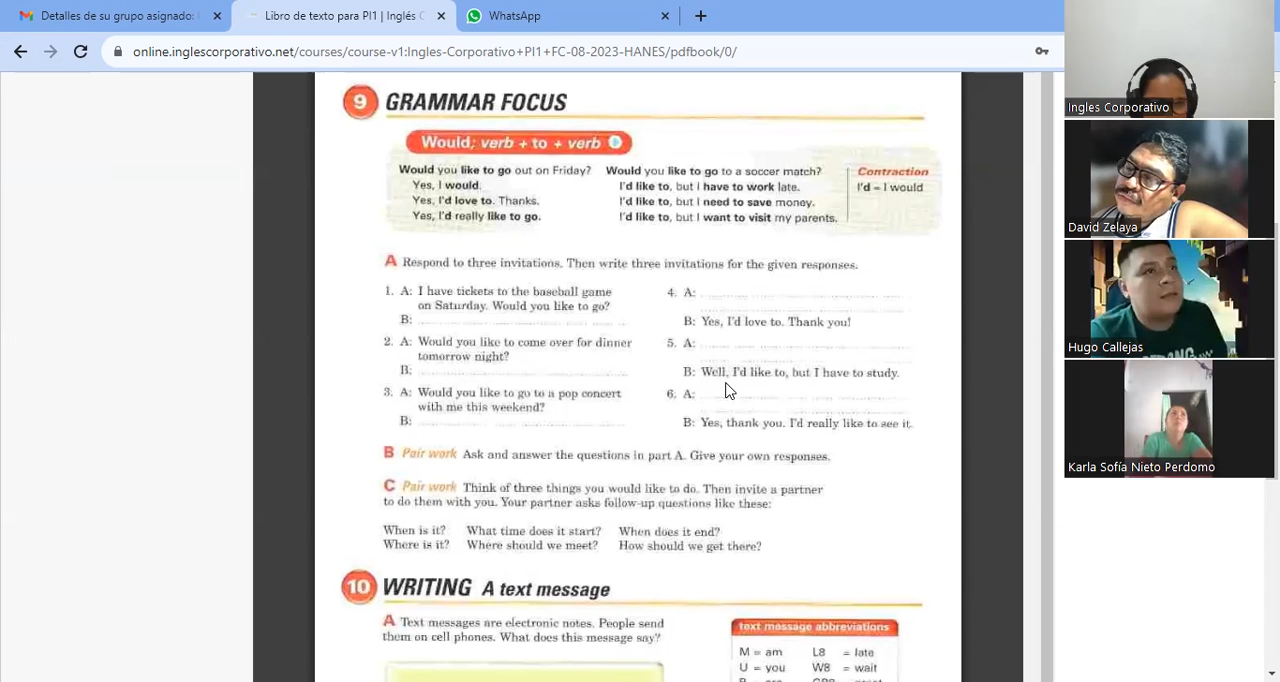 Detalles de su grupo asignado:
Libro de texto para PI1 | Inglés C
WhatsApp
online.inglescorporativo.net/courses/course-v1:Ingles-Corporativo+PI1+FC-08-2023-HANES/pdfbook/0/
9 GRAMMAR FOCUS
Would; verb + to + verb
Would you like to go out on Friday?
Yes, I would.
Yes, I'd love to. Thanks.
Yes, I'd really like to go.
Would you like to go to a soccer match?
I'd like to, but I have to work late.
I'd like to, but I need to save money.
I'd like to, but I want to visit my parents.
Contraction
I'd = I would
A Respond to three invitations. Then write three invitations for the given responses.
1. A: I have tickets to the baseball game
on Saturday. Would you like to go?
B:
2. A: Would you like to come over for dinner
tomorrow night?
B:
3. A: Would you like to go to a pop concert
with me this weekend?
B:
4. A:
B: Yes, I'd love to. Thank you!
5. A:
B: Well, I'd like to, but I have to study.
6. A:
B: Yes, thank you. I'd really like to see it.
B Pair work Ask and answer the questions in part A. Give your own responses.
C Pair work Think of three things you would like to do. Then invite a partner
to do them with you. Your partner asks follow-up questions like these:
When is it? What time does it start? When does it end?
Where is it? Where should we meet? How should we get there?
10 WRITING A text message
A Text messages are electronic notes. People send
them on cell phones. What does this message say?
text message abbreviations
M = am L8 = late
U = you W8 = wait
Ingles Corporativo
David Zelaya
Hugo Callejas
Karla Sofía Nieto Perdomo